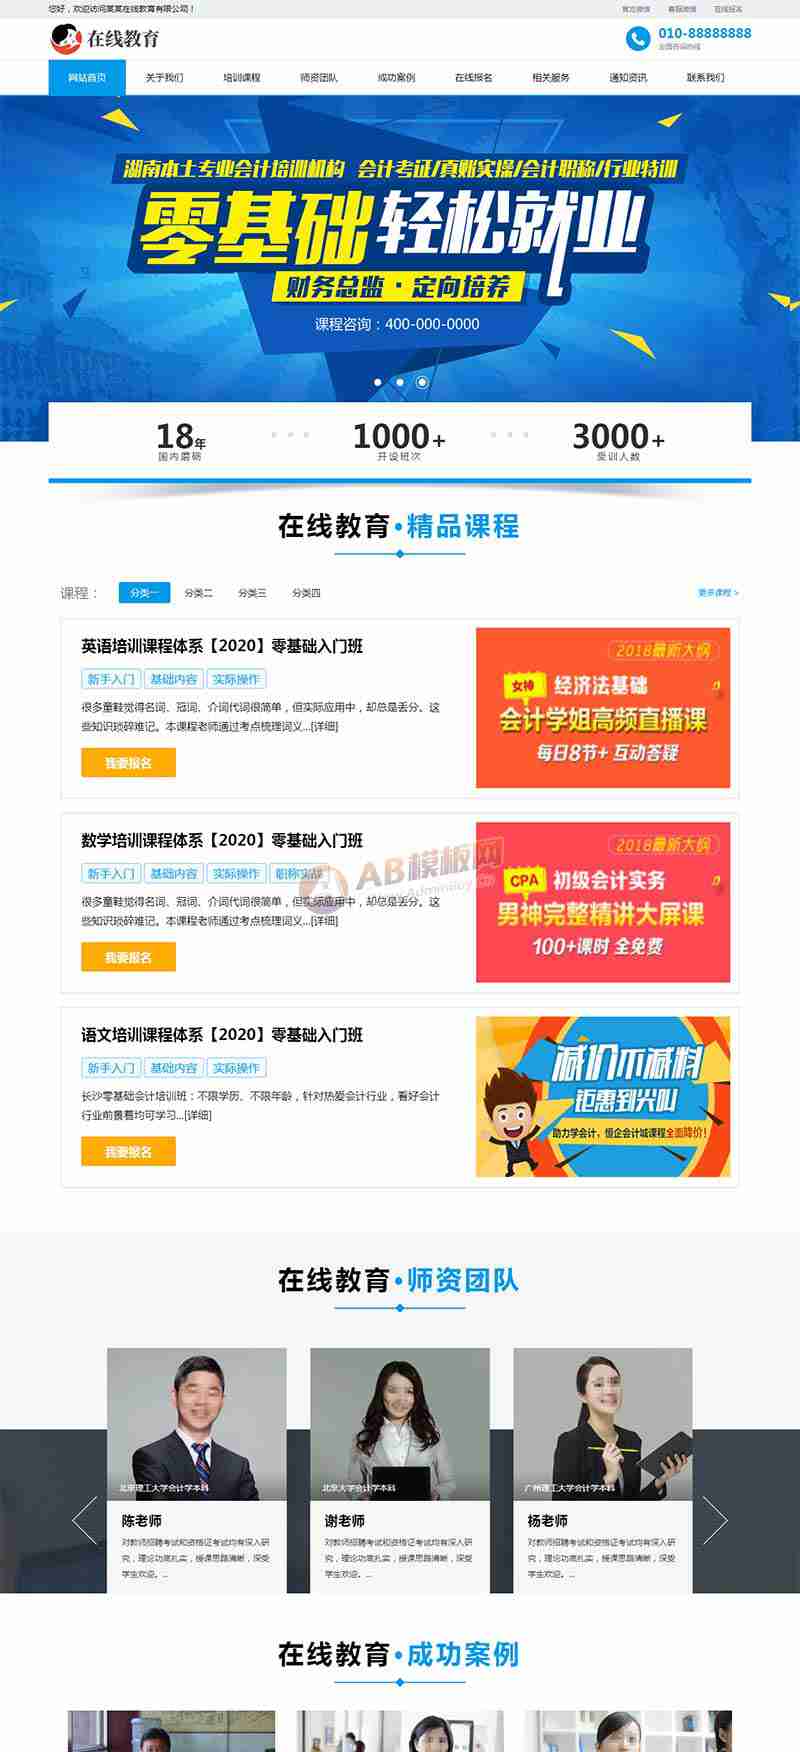 您好，欢迎访问某某在线教育有限公司！
官方微信 客服微信 在线报名
在线教育
010-88888888
全国咨询热线
网站首页 关于我们 培训课程 师资团队 成功案例 在线报名 相关服务 通知资讯 联系我们
湖南本土专业会计培训机构 会计考证/真账实操/会计职称/行业特训
零基础轻松就业
财务总监·定向培养
课程咨询：400-000-0000
18年 1000+ 3000+
国内磨砺 开设班次 受训人数
在线教育·精品课程
课程： 分类一 分类二 分类三 分类四 更多课程 >
英语培训课程体系【2020】零基础入门班
新手入门 基础内容 实际操作
很多童鞋觉得名词、冠词、介词代词很简单，但实际应用中，却总是丢分。这
些知识琐碎难记。本课程老师通过考点梳理词义...[详细]
我要报名
2018最新大纲
女神 经济法基础
会计学姐高频直播课
每日8节+ 互动答疑
数学培训课程体系【2020】零基础入门班
新手入门 基础内容 实际操作 职称实战
很多童鞋觉得名词、冠词、介词代词很简单，但实际应用中，却总是丢分。这
些知识琐碎难记。本课程老师通过考点梳理词义...[详细]
我要报名
2018最新大纲
CPA 初级会计实务
男神完整精讲大屏课
100+课时 全免费
AB模板网
语文培训课程体系【2020】零基础入门班
新手入门 基础内容 实际操作
长沙零基础会计培训班：不限学历、不限年龄，针对热爱会计行业，看好会计
行业前景着均可学习...[详细]
我要报名
减价不减料
钜惠到尖叫
助力学会计，恒企会计城课程全面降价！
在线教育·师资团队
北京理工大学会计学本科
陈老师
对教师招聘考试和资格证考试均有深入研
究，理论功底扎实，授课思路清晰，深受
学生欢迎。...
北京大学会计学本科
谢老师
对教师招聘考试和资格证考试均有深入研
究，理论功底扎实，授课思路清晰，深受
学生欢迎。...
广州理工大学会计学本科
杨老师
对教师招聘考试和资格证考试均有深入研
究，理论功底扎实，授课思路清晰，深受
学生欢迎。...
在线教育·成功案例